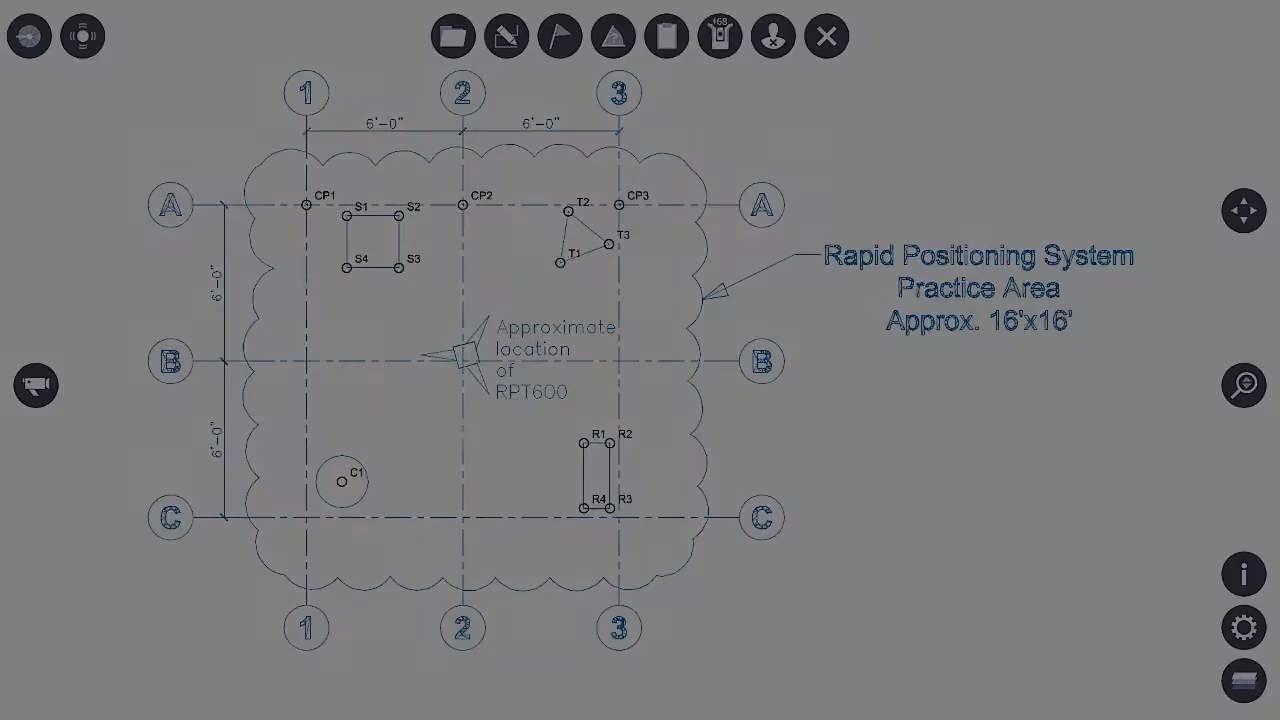 +68
?
1 2 3
6'-0" 6'-0"
CP1 CP2 CP3
A A
S1 S2 T2
T3
S4 S3 T1
Rapid Positioning System
Practice Area
Approx. 16'x16'
6'-0"
Approximate
location
of
RPT600
B B
6'-0"
R1 R2
C1
R4 R3
C C
i
1 2 3